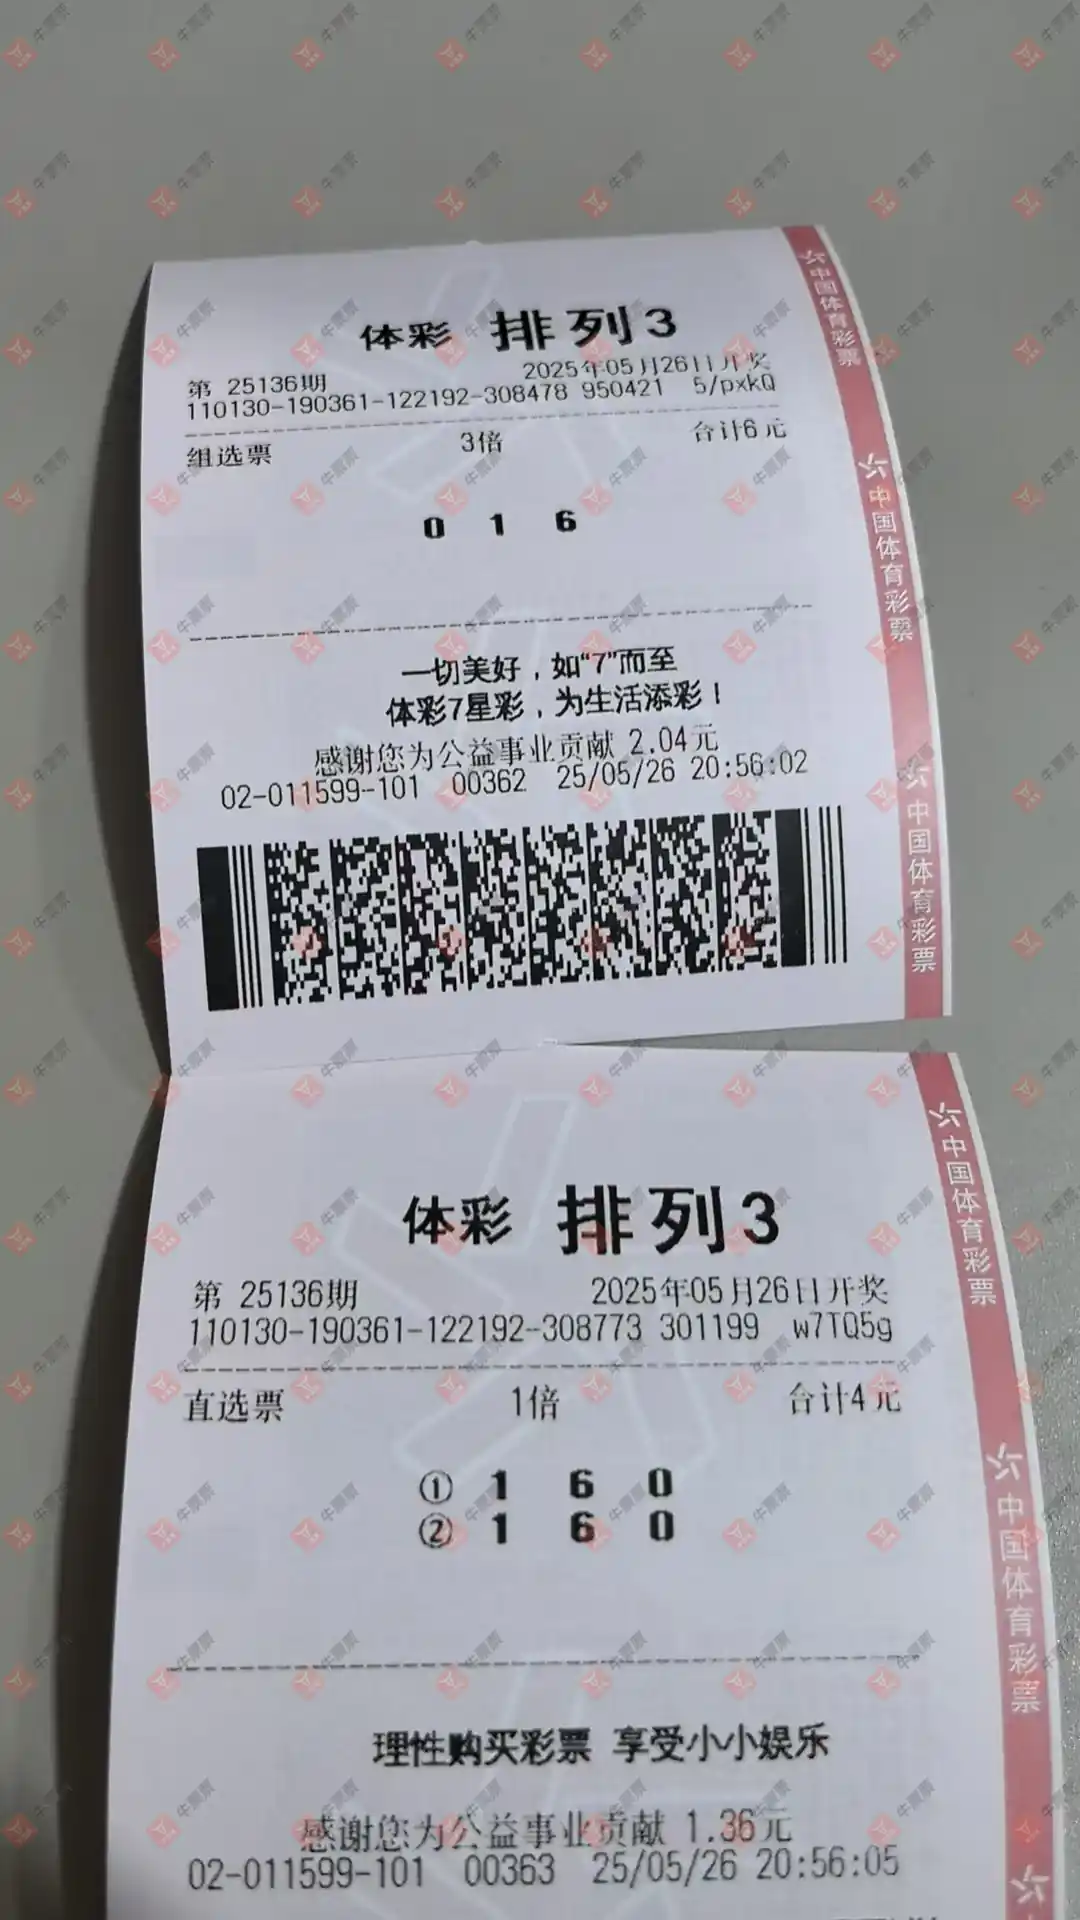 体彩 排列3
2025年05月26日开奖
第 25136期
110130-190361-122192-308478 950421 5/pxkQ
组选票 3倍 合计6元
0 1 6
一切美好，如“7”而至
体彩7星彩，为生活添彩！
感谢您为公益事业贡献 2.04元
02-011599-101 00362 25/05/26 20:56:02
中国体育彩票
中国体育彩票
中国体育彩票
体彩 排列3
第 25136期 2025年05月26日开奖
110130-190361-122192-308773 301199 w7TQ5g
直选票 1倍 合计4元
① 1 6 0
② 1 6 0
理性购买彩票 享受小小娱乐
感谢您为公益事业贡献 1.36元
02-011599-101 00363 25/05/26 20:56:05
中国体育彩票
中国体育彩票
牛票票